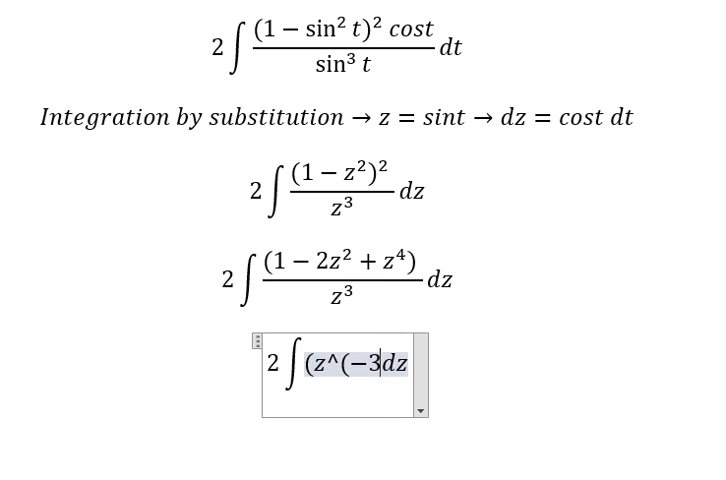 2 ∫ (1 − sin² t)² cost / sin³ t dt
Integration by substitution → z = sint → dz = cost dt
2 ∫ (1 − z²)² / z³ dz
2 ∫ (1 − 2z² + z⁴) / z³ dz
2 ∫ (z^(−3dz